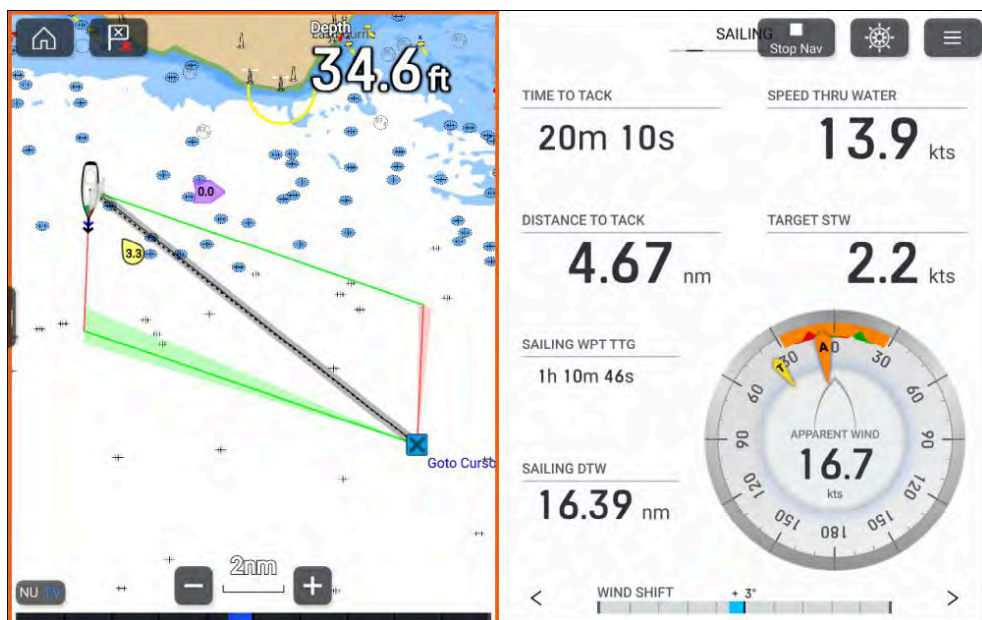 Depth
34.6 ft
0.0
3.3
Goto Curso
2nm
NU TV
SAILING
Stop Nav
TIME TO TACK
20m 10s
SPEED THRU WATER
13.9 kts
DISTANCE TO TACK
4.67 nm
TARGET STW
2.2 kts
SAILING WPT TTG
1h 10m 46s
SAILING DTW
16.39 nm
A 0
30 30
T
60 60
90 90
APPARENT WIND
16.7
kts
120 120
150 150
180
WIND SHIFT + 3°